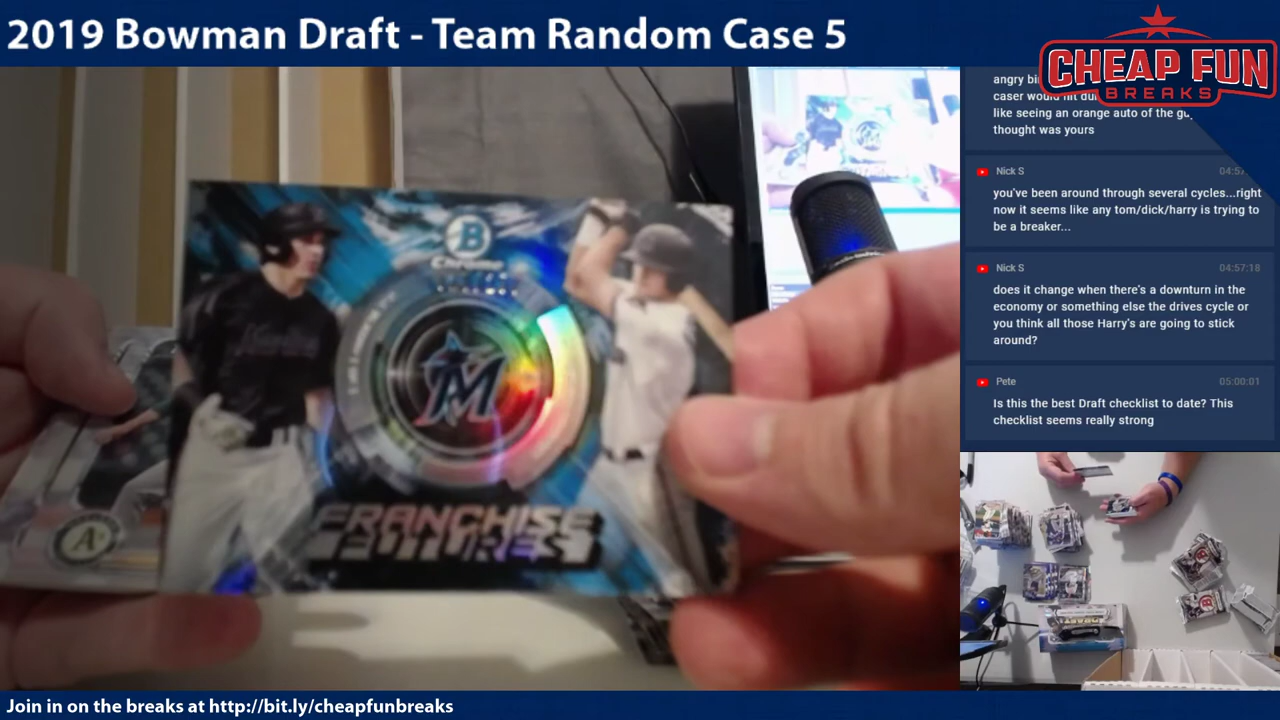 2019 Bowman Draft - Team Random Case 5
CHEAP FUN
BREAKS
angry
caser would hit
like seeing an orange auto of the
thought was yours
Nick S
you've been around through several cycles...right
now it seems like any tom/dick/harry is trying to
be a breaker...
Nick S 04:57:18
does it change when there's a downturn in the
economy or something else the drives cycle or
you think all those Harry's are going to stick
around?
Pete 05:00:01
Is this the best Draft checklist to date? This
checklist seems really strong
B
Chrome
M
FRANCHISE
FUTURES
A's
Join in on the breaks at http://bit.ly/cheapfunbreaks